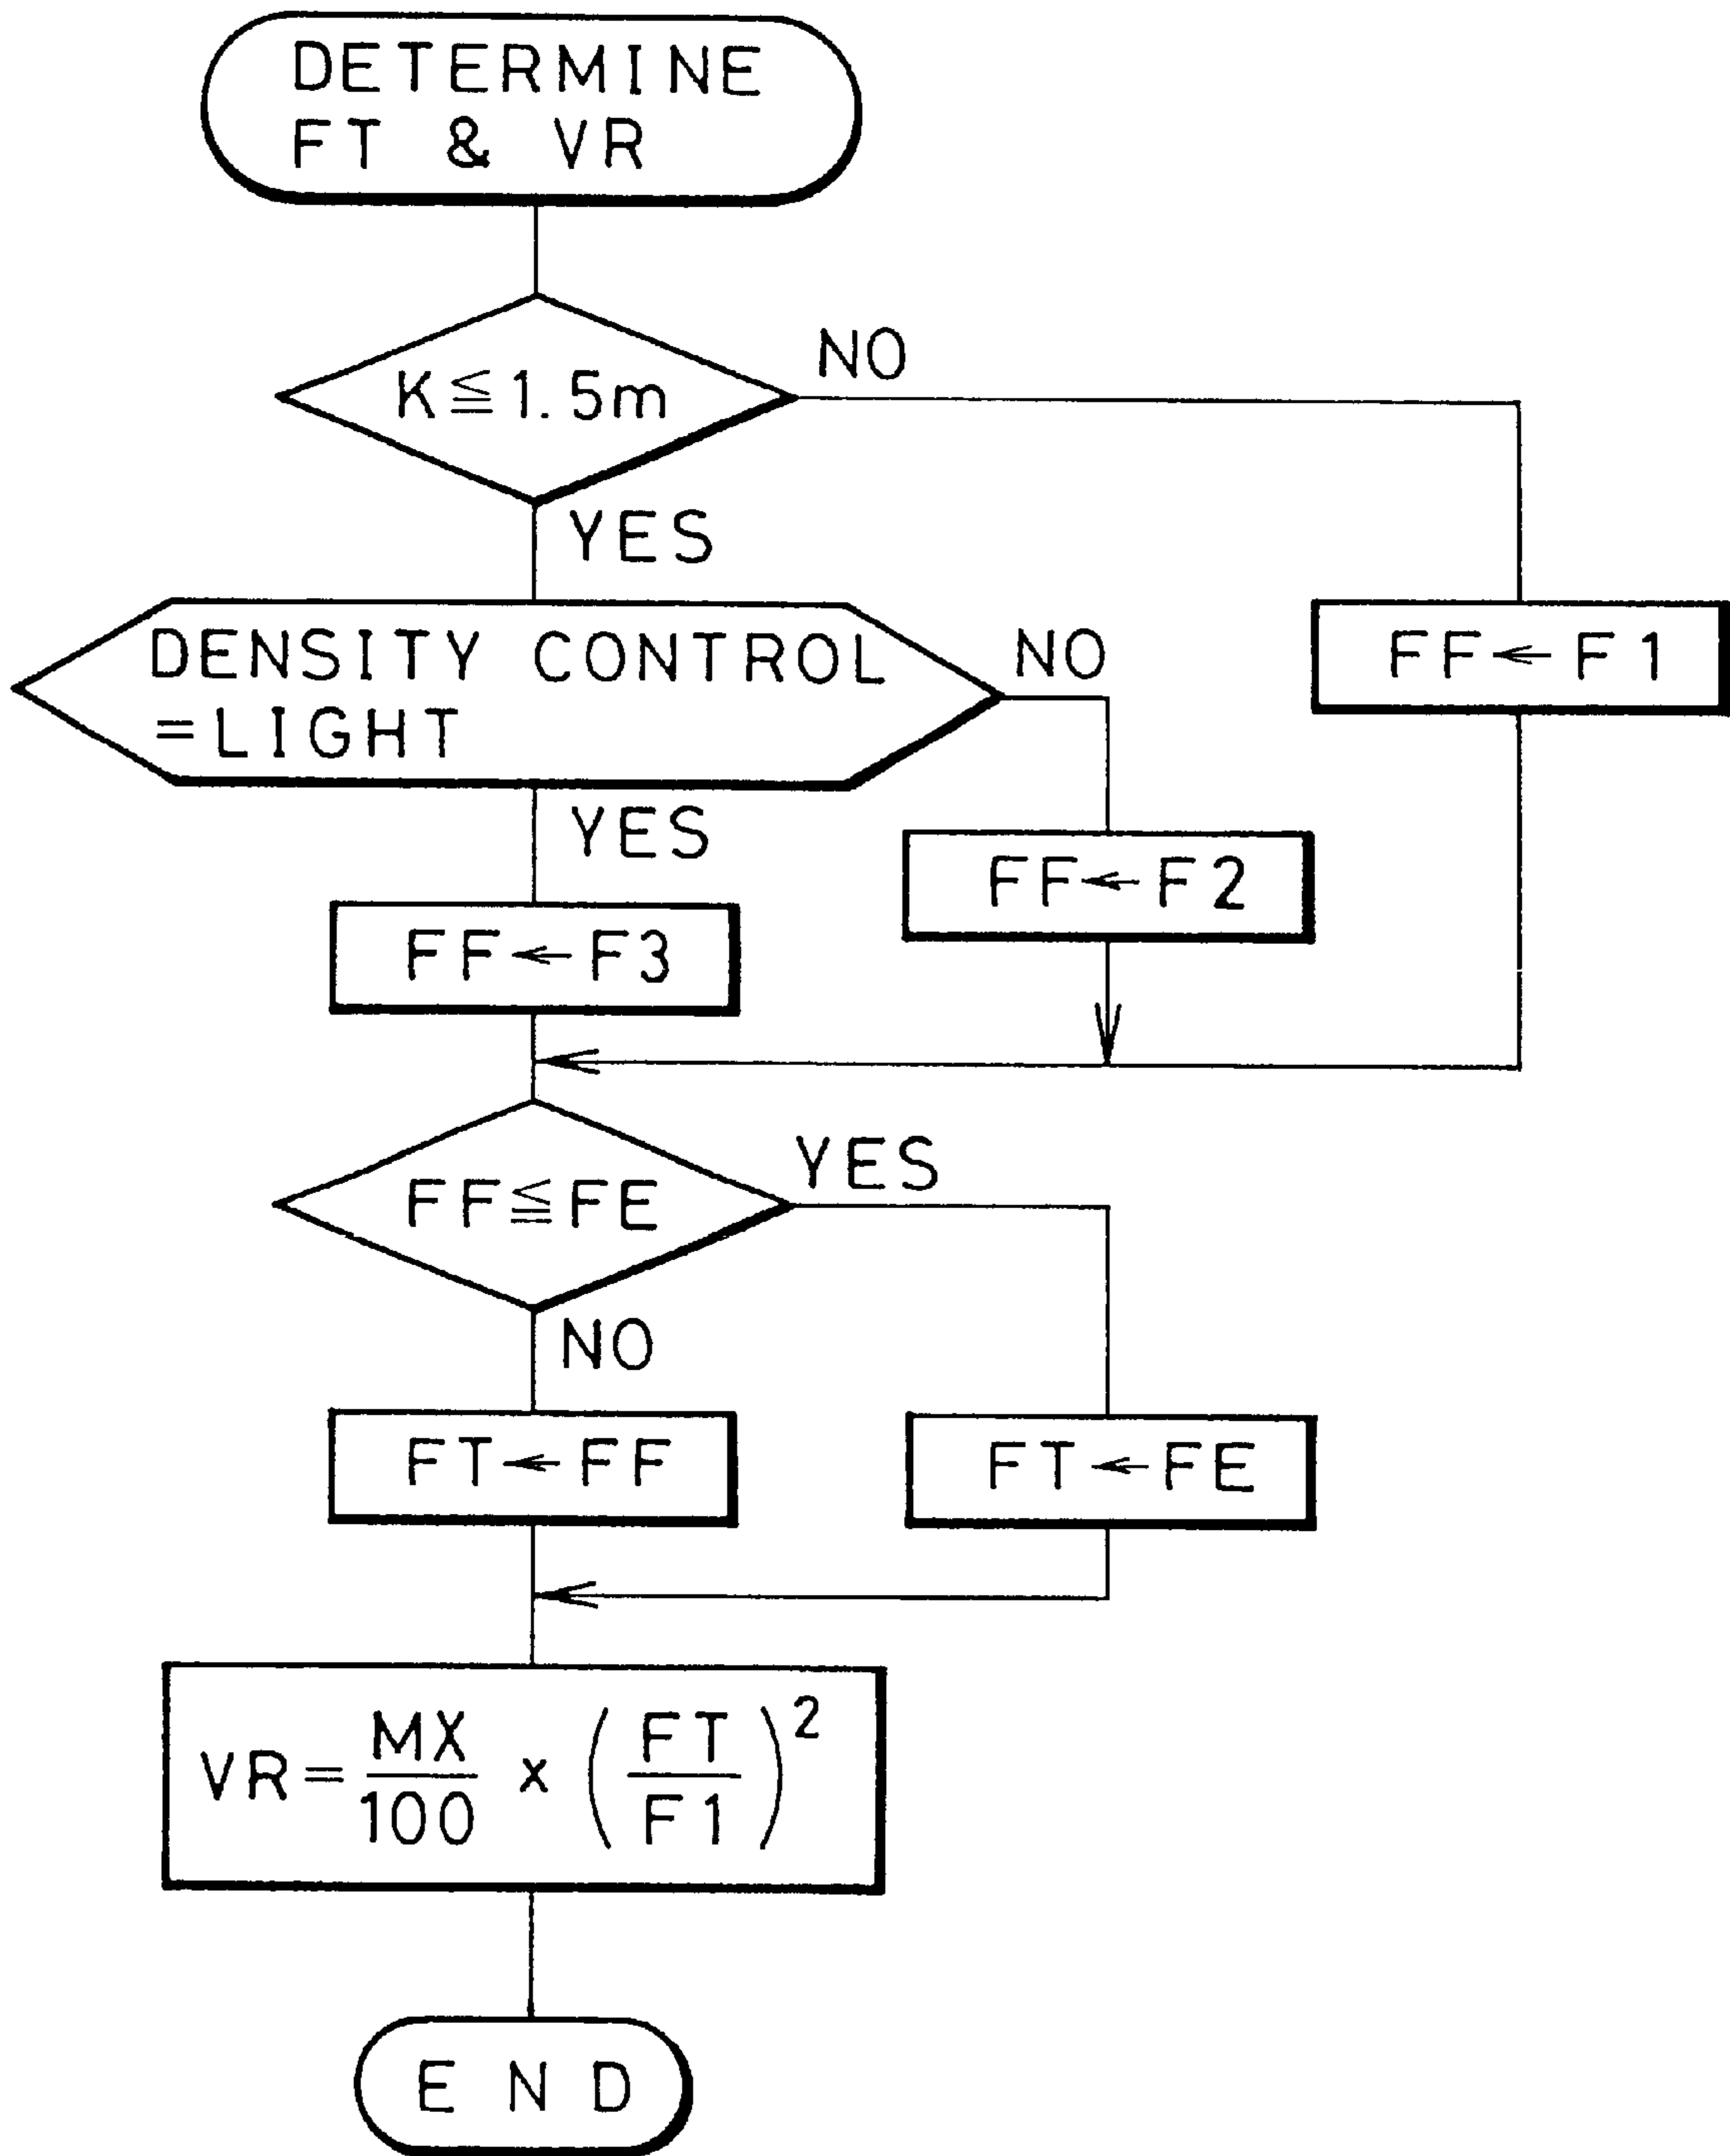 DETERMINE
FT & VR
K≦1.5m
NO
YES
DENSITY CONTROL
=LIGHT
NO
FF←F1
YES
FF←F2
FF←F3
FF≦FE
YES
NO
FT←FF
FT←FE
VR=MX/100 x (FT/F1)²
END